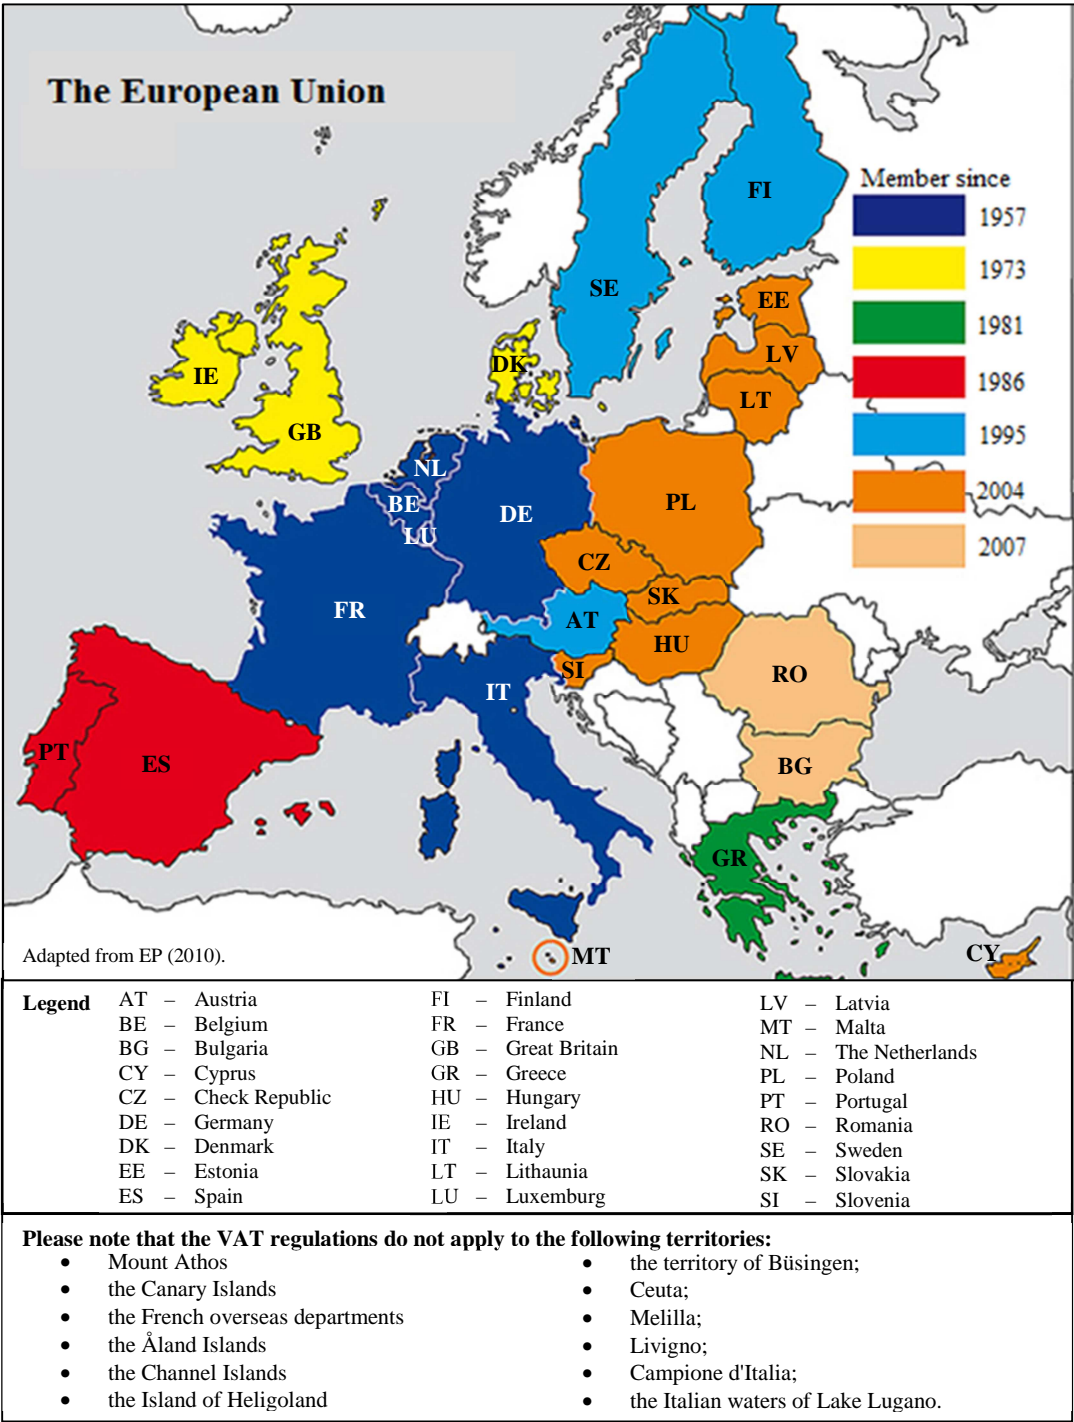 The European Union
Member since
1957
1973
1981
1986
1995
2004
2007
FI
SE
EE
LV
LT
DK
IE
GB
NL
BE
LU
DE
PL
CZ
SK
AT
HU
FR
SI
IT
RO
BG
PT
ES
GR
MT
CY
Adapted from EP (2010).
Legend
AT – Austria
BE – Belgium
BG – Bulgaria
CY – Cyprus
CZ – Check Republic
DE – Germany
DK – Denmark
EE – Estonia
ES – Spain
FI – Finland
FR – France
GB – Great Britain
GR – Greece
HU – Hungary
IE – Ireland
IT – Italy
LT – Lithaunia
LU – Luxemburg
LV – Latvia
MT – Malta
NL – The Netherlands
PL – Poland
PT – Portugal
RO – Romania
SE – Sweden
SK – Slovakia
SI – Slovenia
Please note that the VAT regulations do not apply to the following territories:
• Mount Athos
• the Canary Islands
• the French overseas departments
• the Åland Islands
• the Channel Islands
• the Island of Heligoland
• the territory of Büsingen;
• Ceuta;
• Melilla;
• Livigno;
• Campione d'Italia;
• the Italian waters of Lake Lugano.